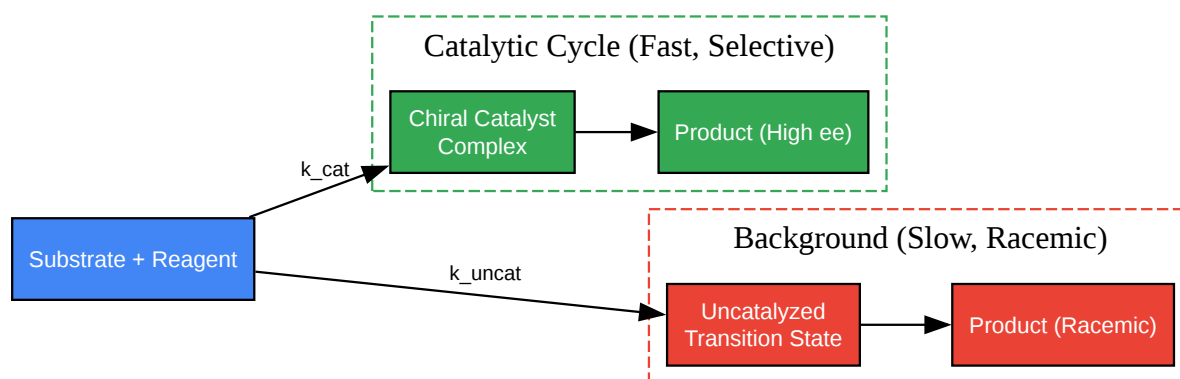 Catalytic Cycle (Fast, Selective)
Chiral Catalyst
Complex
Product (High ee)
k_cat
Substrate + Reagent
k_uncat
Background (Slow, Racemic)
Uncatalyzed
Transition State
Product (Racemic)